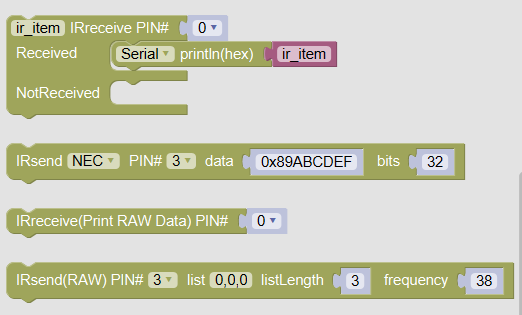 ir_item IRreceive PIN# 0
Received Serial println(hex) ir_item
NotReceived
IRsend NEC PIN# 3 data 0x89ABCDEF bits 32
IRreceive(Print RAW Data) PIN# 0
IRsend(RAW) PIN# 3 list 0,0,0 listLength 3 frequency 38